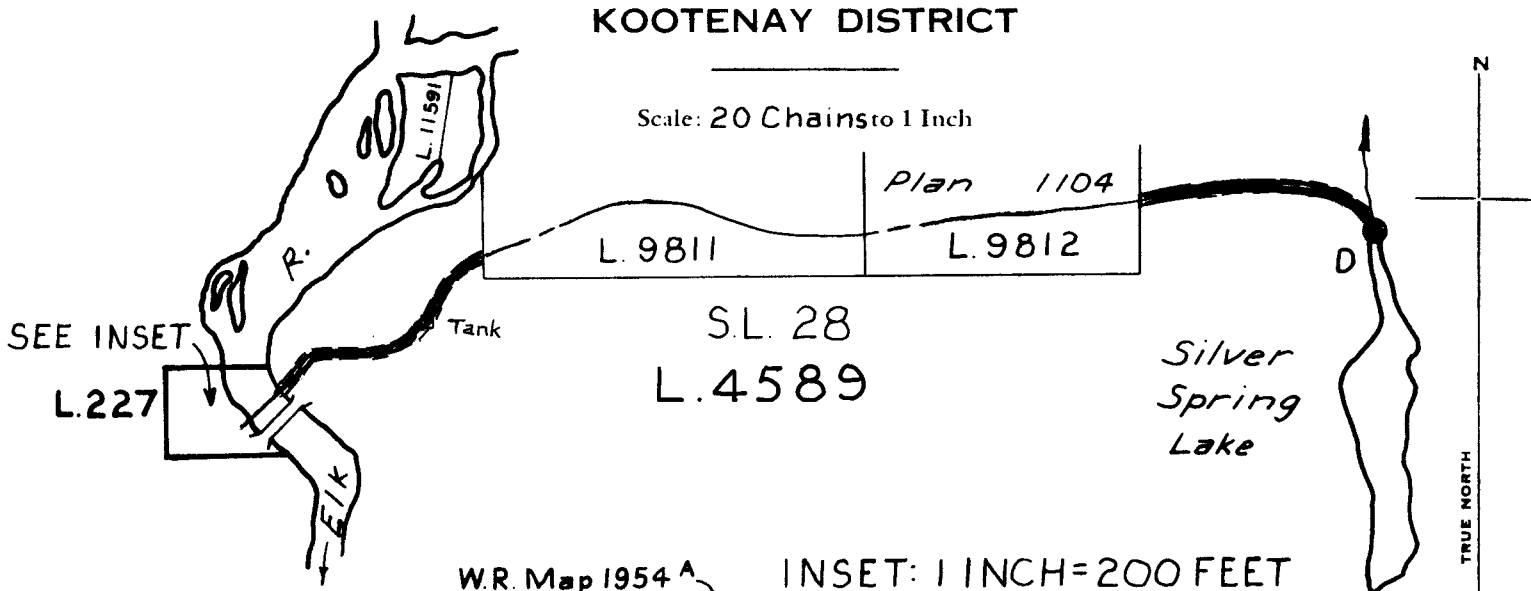 KOOTENAY DISTRICT
Scale: 20 Chains to 1 Inch
N
L. 11591
Plan 1104
R.
L. 9811
L. 9812
D
Tank
SEE INSET
S.L. 28
L.4589
Silver
Spring
Lake
L.227
Elk
TRUE NORTH
W.R. Map 1954 A
INSET: 1 INCH=200 FEET